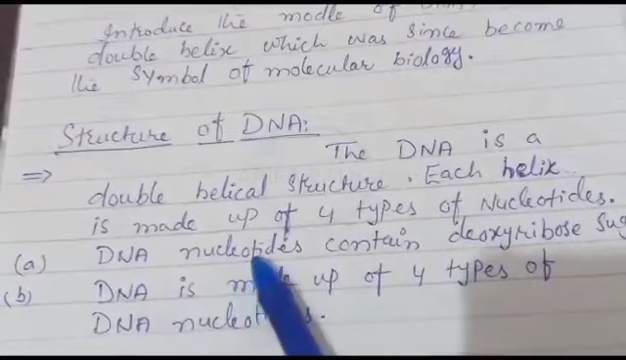 Introduce the modle of
double helix which was since become
the symbol of molecular biology.
Structure of DNA:
⇒ The DNA is a
double helical structure. Each helix
is made up of 4 types of Nucleotides.
(a) DNA nucleotides contain deoxyribose sug
(b) DNA is up of 4 types of
DNA